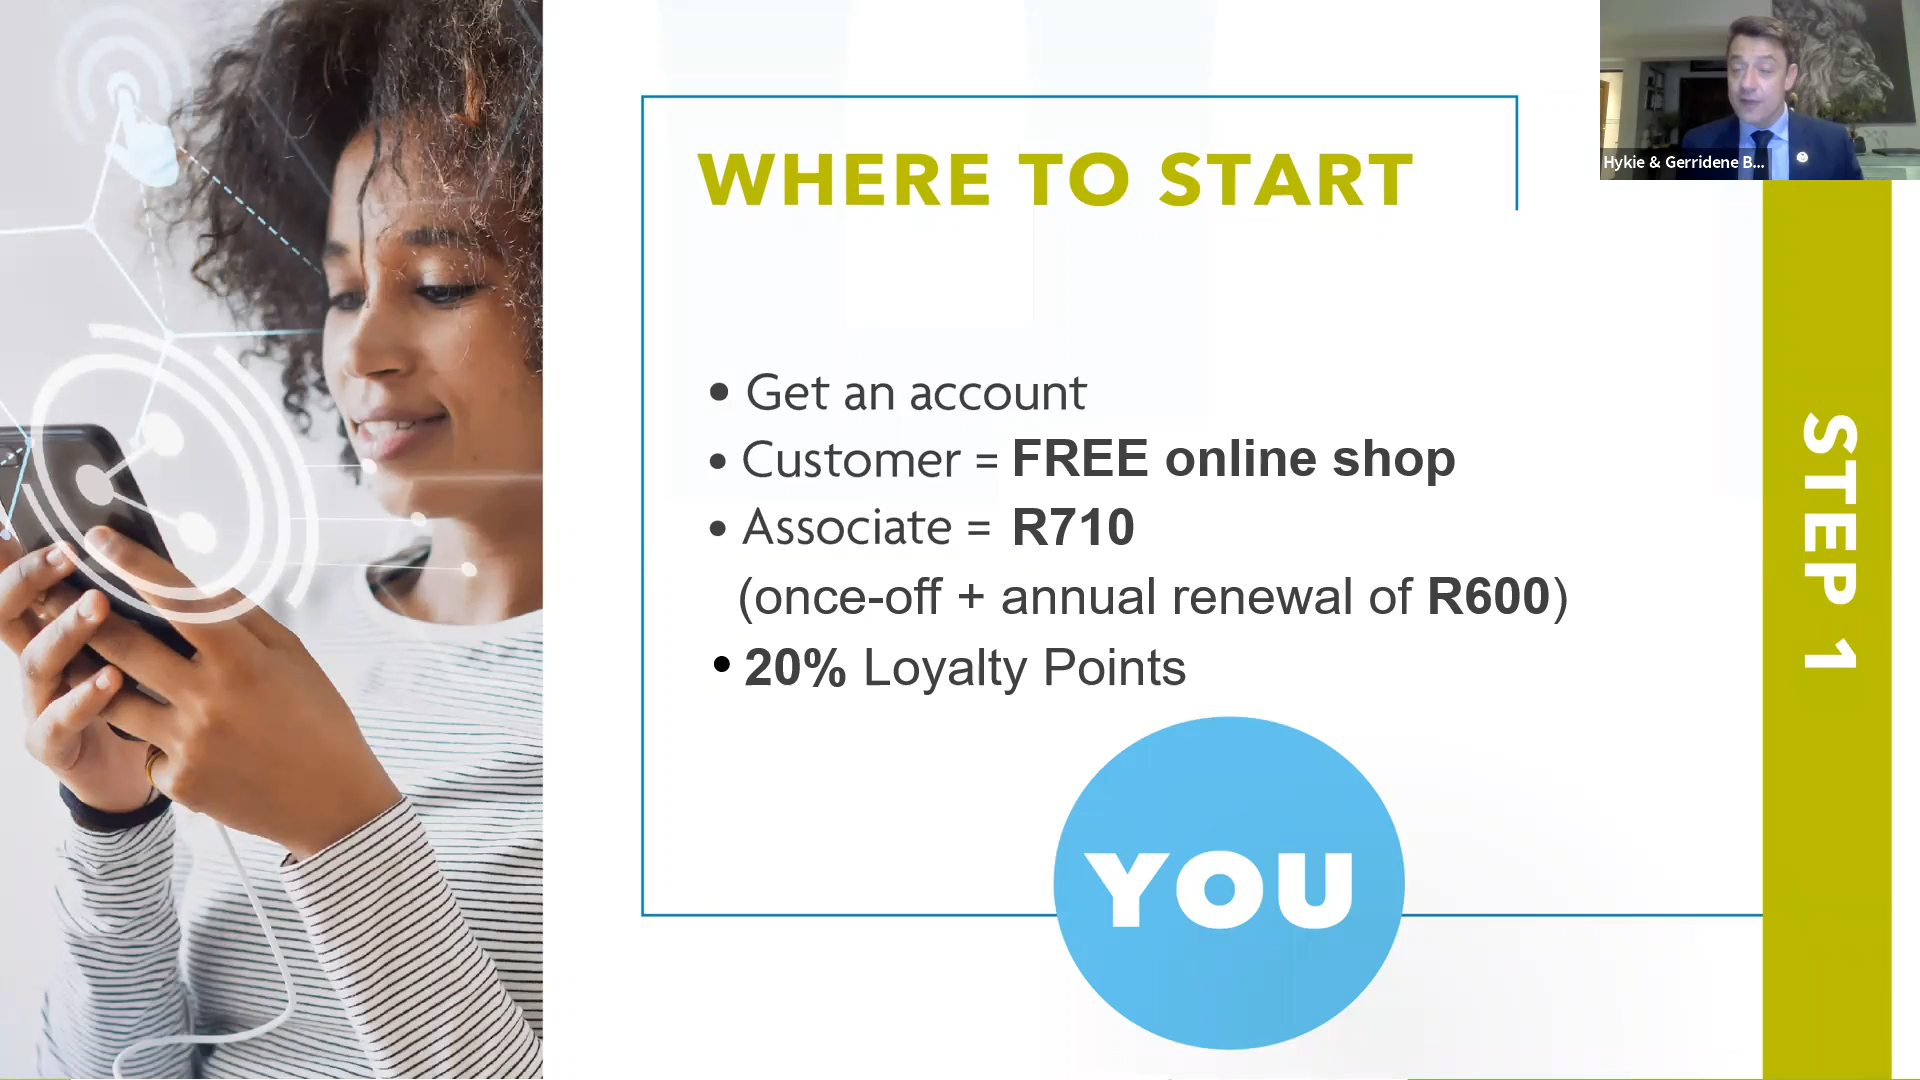 WHERE TO START
• Get an account
• Customer = FREE online shop
• Associate = R710
(once-off + annual renewal of R600)
• 20% Loyalty Points
YOU
STEP 1
Hykie & Gerridene B...